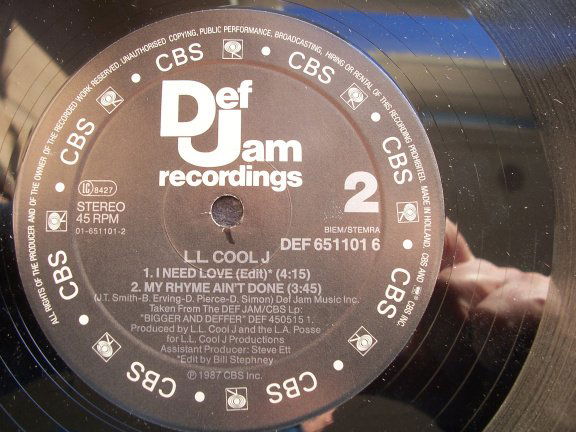 ALL RIGHTS OF THE PRODUCER AND OF THE OWNER OF THE RECORDED WORK RESERVED. UNAUTHORISED COPYING, PUBLIC PERFORMANCE, BROADCASTING, HIRING OR RENTAL OF THIS RECORDING PROHIBITED. MADE IN HOLLAND. CBS AND ARE CBS INC.
CBS
CBS
CBS
CBS
CBS
CBS
CBS
CBS
Def
Jam
recordings
LC 8427
STEREO
45 RPM
01-651101-2
2
BIEM/STEMRA
DEF 651101 6
L.L. COOL J
1. I NEED LOVE (Edit)* (4:15)
2. MY RHYME AIN'T DONE (3:45)
(J.T. Smith-B. Erving-D. Pierce-D. Simon) Def Jam Music Inc.
Taken From The DEF JAM/CBS Lp:
"BIGGER AND DEFFER" DEF 450515 1.
Produced by L.L. Cool J and the L.A. Posse
for L.L. Cool J Productions
Assistant Producer: Steve Ett
*Edit by Bill Stephney
℗ 1987 CBS Inc.